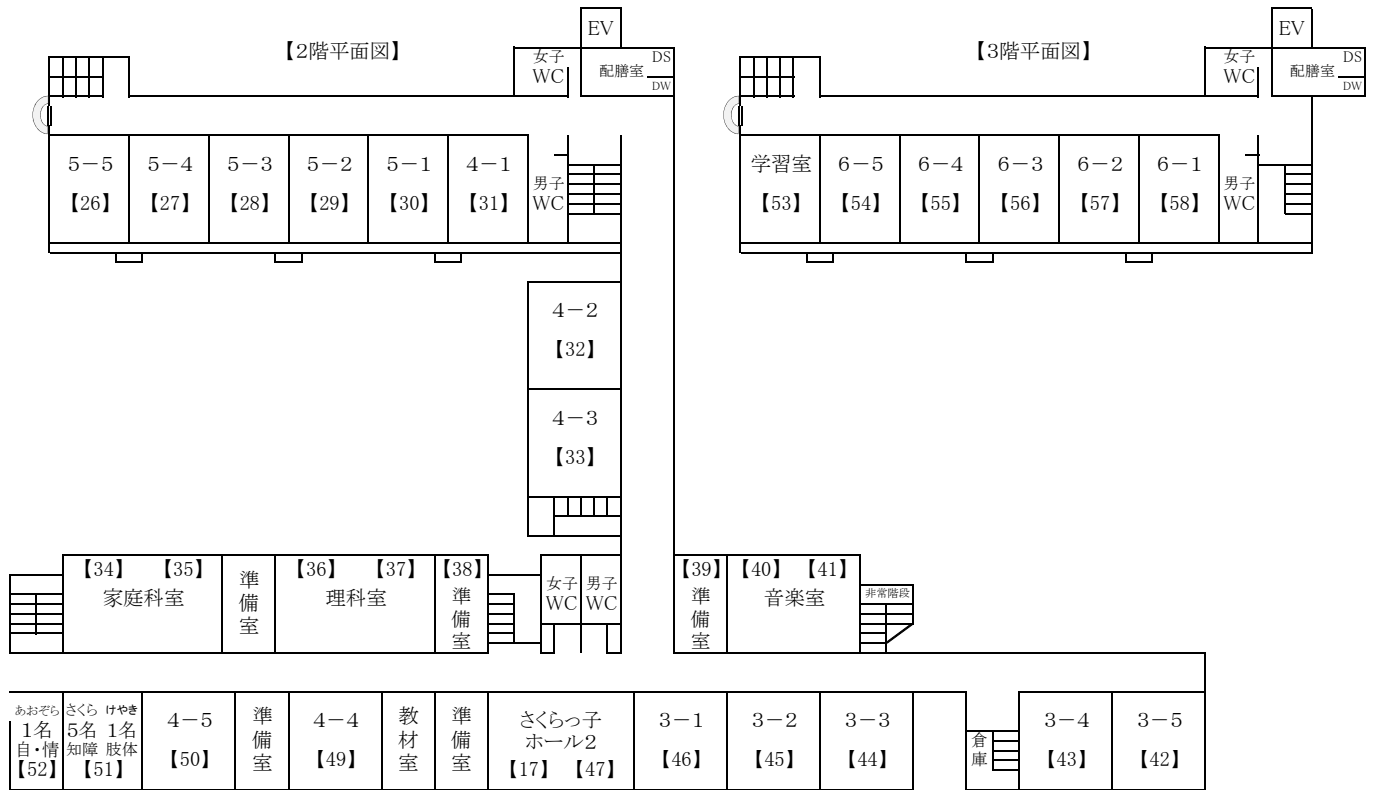 【2階平面図】
EV
女子
WC
配膳室
DS
DW
5－5
【26】
5－4
【27】
5－3
【28】
5－2
【29】
5－1
【30】
4－1
【31】
男子
WC
4－2
【32】
4－3
【33】
【34】 【35】
家庭科室
準備室
【36】 【37】
理科室
【38】
準備室
女子
WC
男子
WC
【39】
準備室
【40】 【41】
音楽室
非常階段
あおぞら
1名
自・情
【52】
さくら けやき
5名 1名
知障 肢体
【51】
4－5
【50】
準備室
4－4
【49】
教材室
準備室
さくらっ子
ホール2
【17】 【47】
3－1
【46】
3－2
【45】
3－3
【44】
倉庫
3－4
【43】
3－5
【42】
【3階平面図】
EV
女子
WC
配膳室
DS
DW
学習室
【53】
6－5
【54】
6－4
【55】
6－3
【56】
6－2
【57】
6－1
【58】
男子
WC